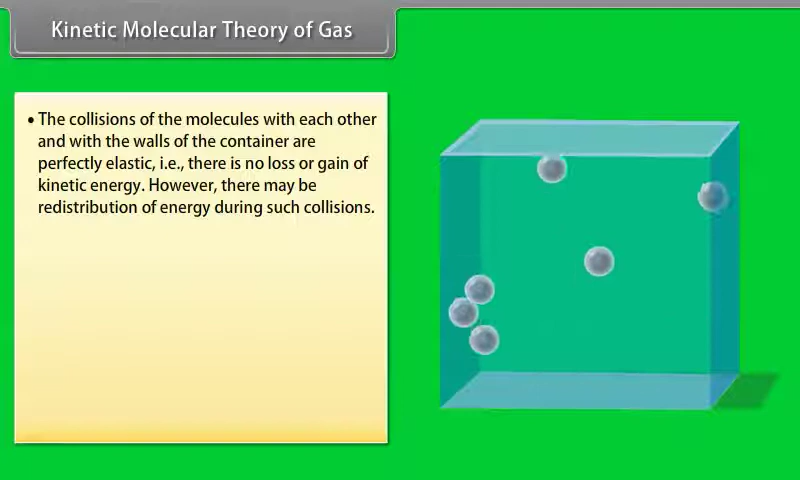 Kinetic Molecular Theory of Gas
• The collisions of the molecules with each other
and with the walls of the container are
perfectly elastic, i.e., there is no loss or gain of
kinetic energy. However, there may be
redistribution of energy during such collisions.